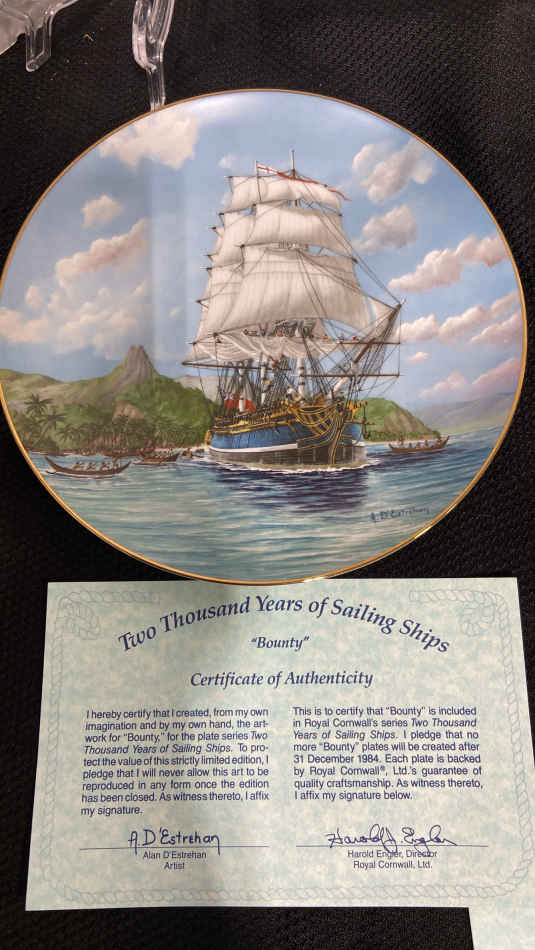 A. D'Estrehan
Two Thousand Years of Sailing Ships
"Bounty"
Certificate of Authenticity
I hereby certify that I created, from my own
imagination and by my own hand, the art-
work for "Bounty," for the plate series Two
Thousand Years of Sailing Ships. To pro-
tect the value of this strictly limited edition, I
pledge that I will never allow this art to be
reproduced in any form once the edition
has been closed. As witness thereto, I affix
my signature.
A. D'Estrehan
Alan D'Estrehan
Artist
This is to certify that "Bounty" is included
in Royal Cornwall's series Two Thousand
Years of Sailing Ships. I pledge that no
more "Bounty" plates will be created after
31 December 1984. Each plate is backed
by Royal Cornwall®, Ltd.'s guarantee of
quality craftsmanship. As witness thereto,
I affix my signature below.
Harold J. Engler
Harold Engler, Director
Royal Cornwall, Ltd.